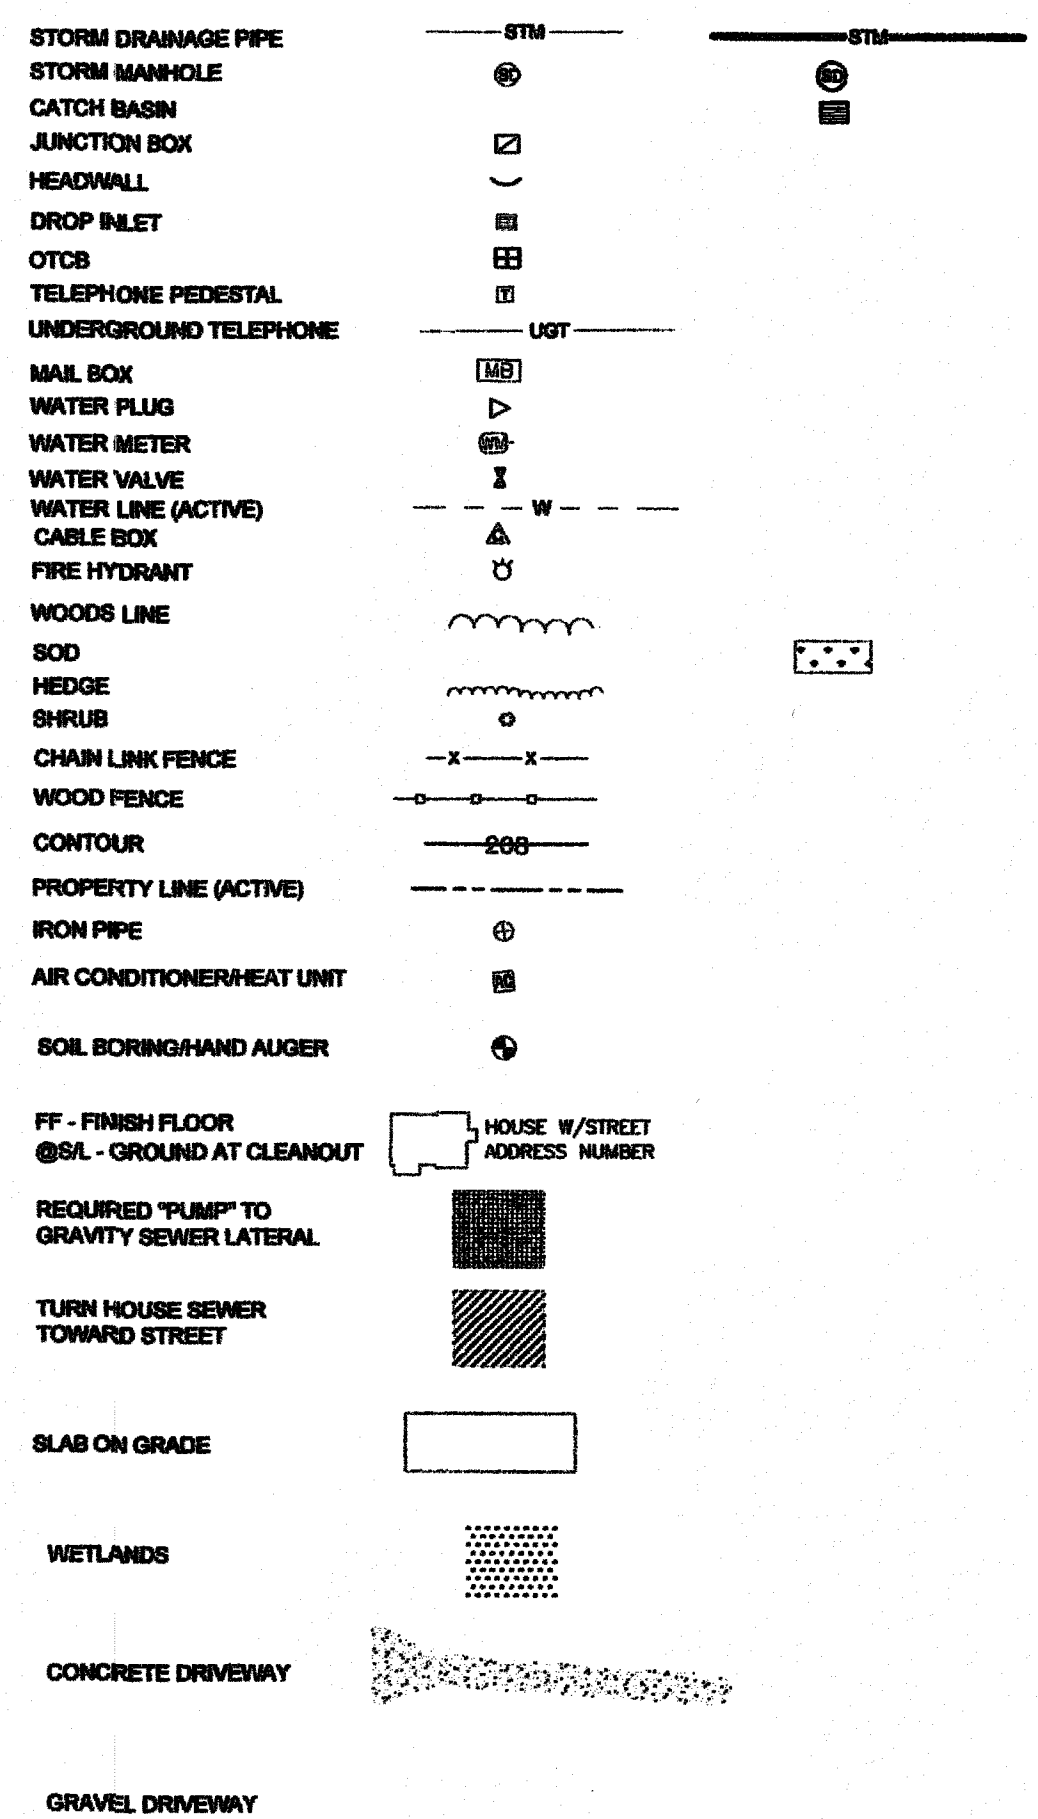 STORM DRAINAGE PIPE STM STM
STORM MANHOLE SD SD
CATCH BASIN
JUNCTION BOX
HEADWALL
DROP INLET
OTCB
TELEPHONE PEDESTAL T
UNDERGROUND TELEPHONE UGT
MAIL BOX MB
WATER PLUG
WATER METER WM
WATER VALVE
WATER LINE (ACTIVE) W
CABLE BOX C
FIRE HYDRANT
WOODS LINE
SOD
HEDGE
SHRUB
CHAIN LINK FENCE X X
WOOD FENCE
CONTOUR
PROPERTY LINE (ACTIVE)
IRON PIPE
AIR CONDITIONER/HEAT UNIT AC
SOIL BORING/HAND AUGER
FF - FINISH FLOOR HOUSE W/STREET
@S/L - GROUND AT CLEANOUT ADDRESS NUMBER
REQUIRED "PUMP" TO
GRAVITY SEWER LATERAL
TURN HOUSE SEWER
TOWARD STREET
SLAB ON GRADE
WETLANDS
CONCRETE DRIVEWAY
GRAVEL DRIVEWAY